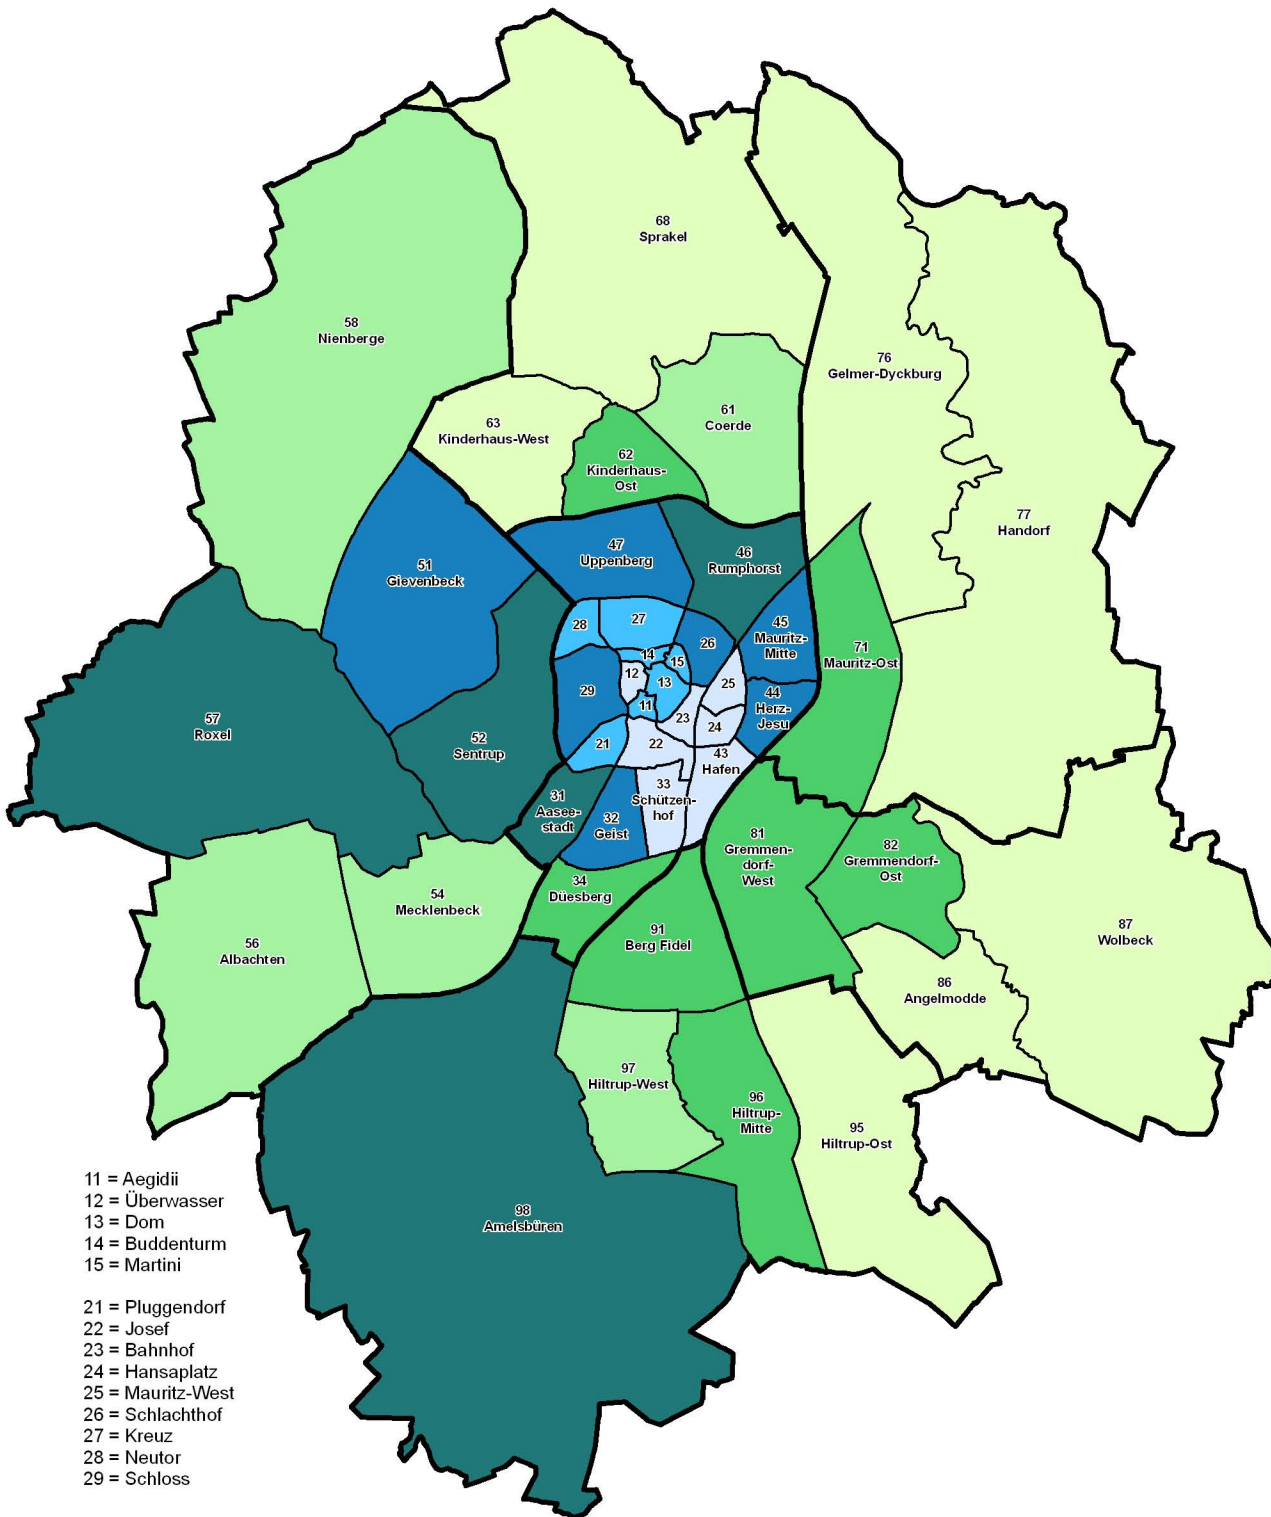 68
Sprakel
58
Nienberge
76
Gelmer-Dyckburg
61
Coerde
63
Kinderhaus-West
62
Kinderhaus-
Ost
77
Handorf
47
Uppenberg
46
Rumphorst
51
Gievenbeck
45
Mauritz-
Mitte
28
27
26
71
Mauritz-Ost
14
15
12
13
25
29
11
44
Herz-
Jesu
23
24
57
Roxel
52
Sentrup
21
22
43
Hafen
33
Schützen-
hof
31
Aasee-
stadt
32
Geist
81
Gremmen-
dorf-
West
82
Gremmendorf-
Ost
34
Düesberg
54
Mecklenbeck
91
Berg Fidel
87
Wolbeck
56
Albachten
86
Angelmodde
97
Hiltrup-West
96
Hiltrup-
Mitte
95
Hiltrup-Ost
98
Amelsbüren
11 = Aegidii
12 = Überwasser
13 = Dom
14 = Buddenturm
15 = Martini
21 = Pluggendorf
22 = Josef
23 = Bahnhof
24 = Hansaplatz
25 = Mauritz-West
26 = Schlachthof
27 = Kreuz
28 = Neutor
29 = Schloss